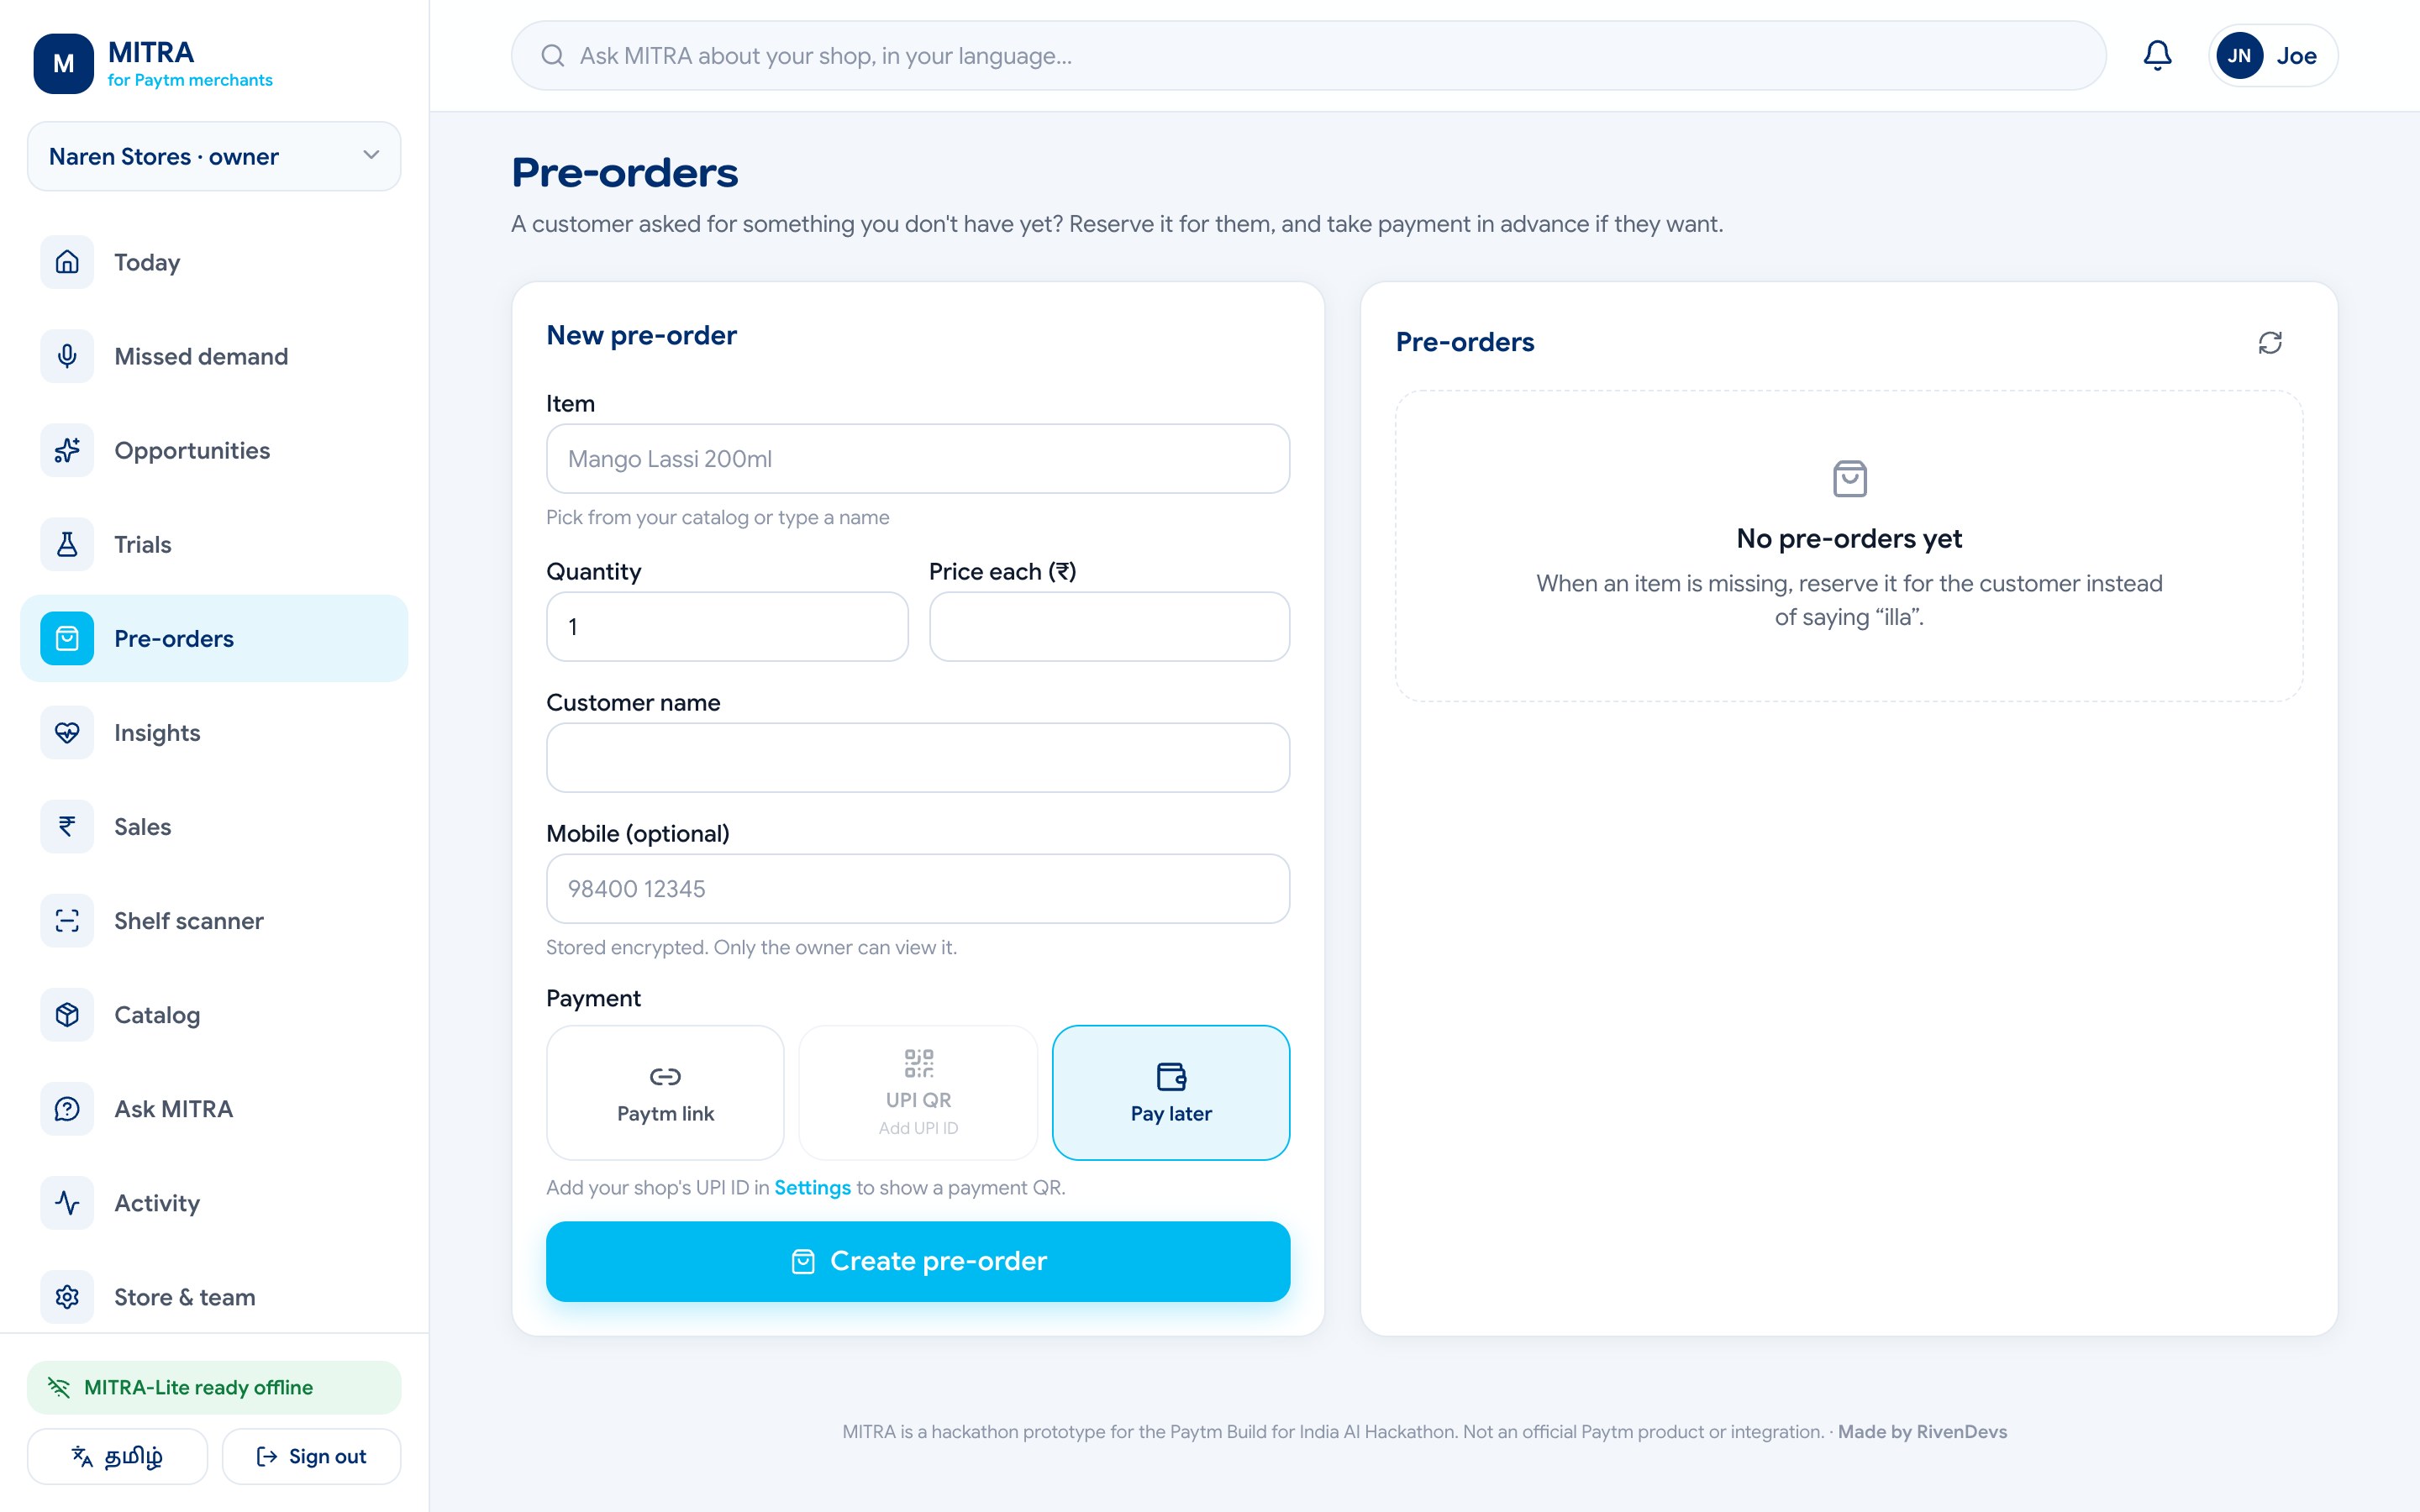 M
MITRA
for Paytm merchants
Naren Stores · owner
Today
Missed demand
Opportunities
Trials
Pre-orders
Insights
Sales
Shelf scanner
Catalog
Ask MITRA
Activity
Store & team
MITRA-Lite ready offline
தமிழ்
Sign out
Ask MITRA about your shop, in your language...
JN
Joe
Pre-orders
A customer asked for something you don't have yet? Reserve it for them, and take payment in advance if they want.
New pre-order
Item
Mango Lassi 200ml
Pick from your catalog or type a name
Quantity
Price each (₹)
1
Customer name
Mobile (optional)
98400 12345
Stored encrypted. Only the owner can view it.
Payment
Paytm link
UPI QR
Add UPI ID
Pay later
Add your shop's UPI ID in Settings to show a payment QR.
Create pre-order
Pre-orders
No pre-orders yet
When an item is missing, reserve it for the customer instead
of saying “illa”.
MITRA is a hackathon prototype for the Paytm Build for India AI Hackathon. Not an official Paytm product or integration. · Made by RivenDevs